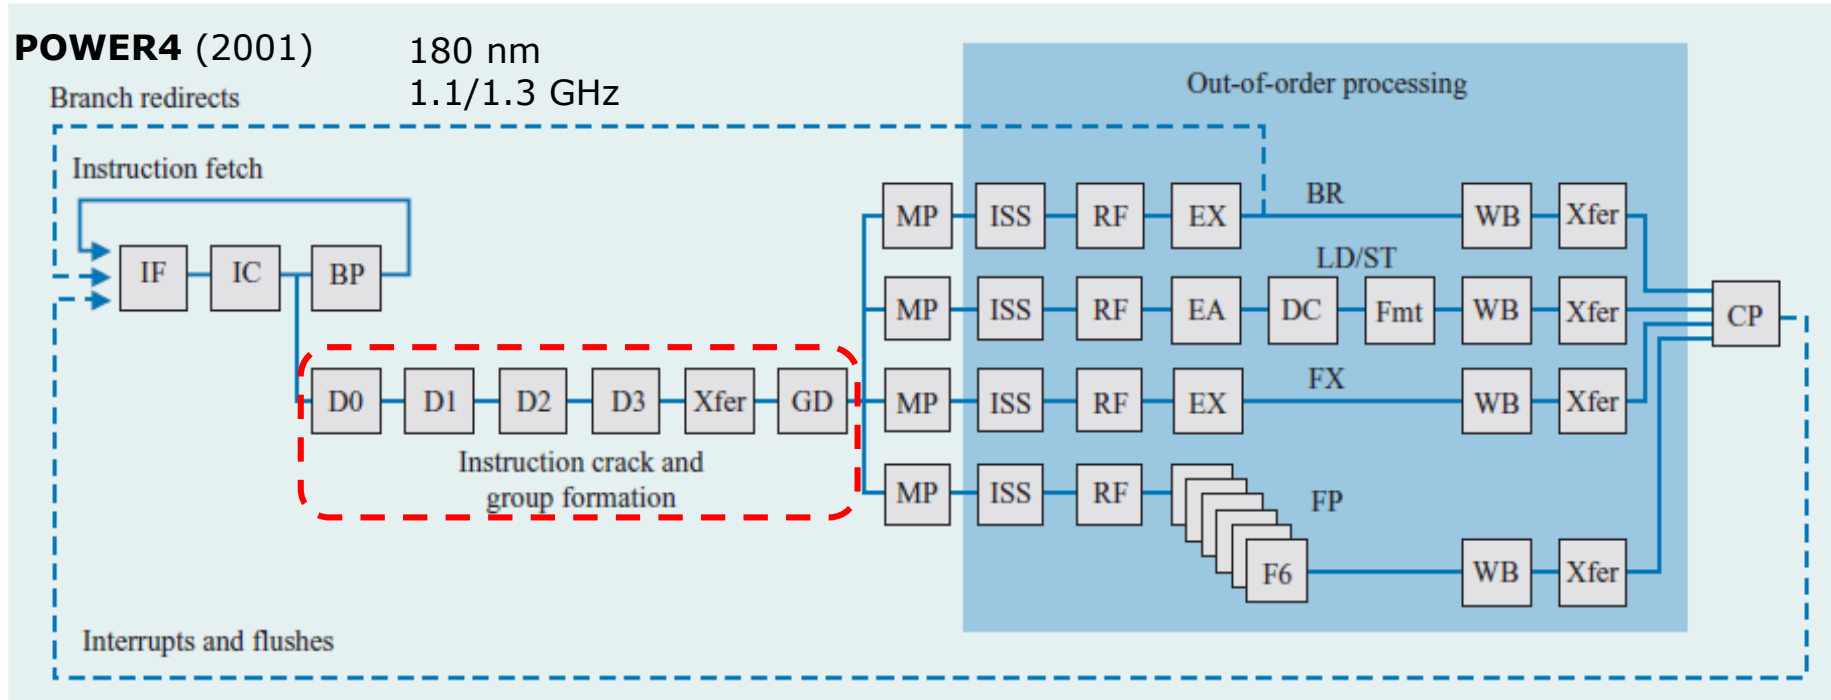 POWER4 (2001)
180 nm
1.1/1.3 GHz
Branch redirects
Out-of-order processing
Instruction fetch
IF IC BP
MP ISS RF EX BR WB Xfer
LD/ST
MP ISS RF EA DC Fmt WB Xfer
CP
D0 D1 D2 D3 Xfer GD
FX
MP ISS RF EX WB Xfer
Instruction crack and
group formation
MP ISS RF FP
F6 WB Xfer
Interrupts and flushes